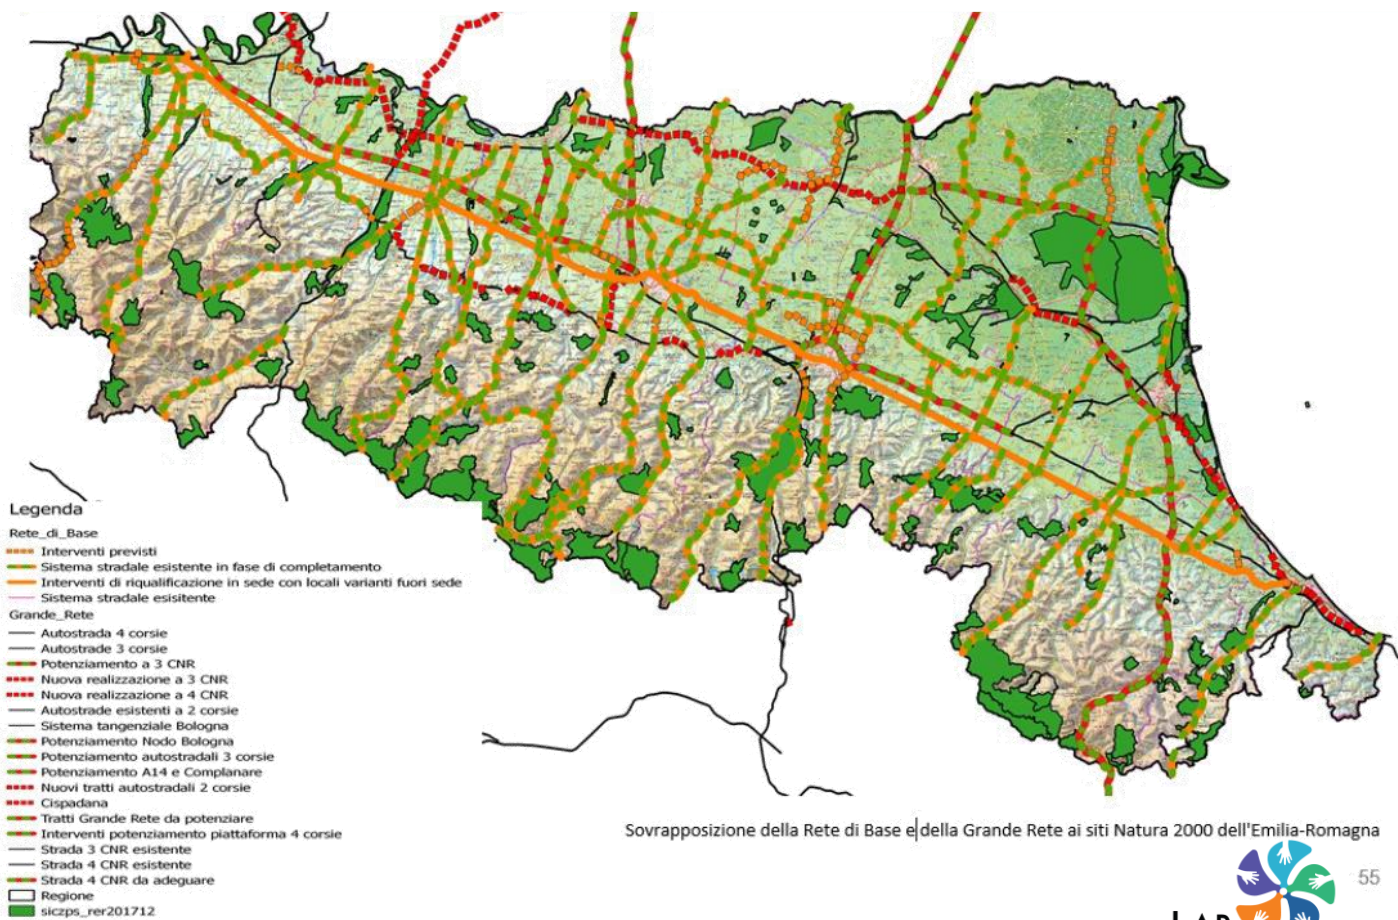 Legenda
Rete_di_Base
Interventi previsti
Sistema stradale esistente in fase di completamento
Interventi di riqualificazione in sede con locali varianti fuori sede
Sistema stradale esisitente
Grande_Rete
Autostrada 4 corsie
Autostrade 3 corsie
Potenziamento a 3 CNR
Nuova realizzazione a 3 CNR
Nuova realizzazione a 4 CNR
Autostrade esistenti a 2 corsie
Sistema tangenziale Bologna
Potenziamento Nodo Bologna
Potenziamento autostradali 3 corsie
Potenziamento A14 e Complanare
Nuovi tratti autostradali 2 corsie
Cispadana
Tratti Grande Rete da potenziare
Interventi potenziamento piattaforma 4 corsie
Strada 3 CNR esistente
Strada 4 CNR esistente
Strada 4 CNR da adeguare
Regione
siczps_rer201712
Sovrapposizione della Rete di Base e della Grande Rete ai siti Natura 2000 dell'Emilia-Romagna
55